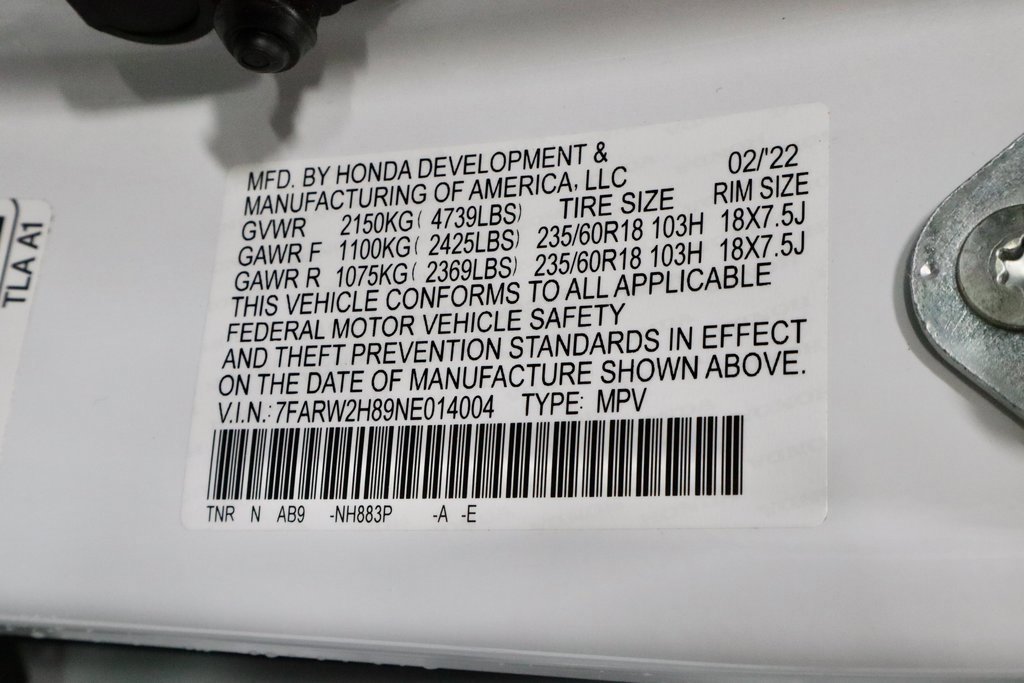 MFD. BY HONDA DEVELOPMENT & 02/'22
MANUFACTURING OF AMERICA, LLC
GVWR 2150KG( 4739LBS) TIRE SIZE RIM SIZE
GAWR F 1100KG( 2425LBS) 235/60R18 103H 18X7.5J
GAWR R 1075KG( 2369LBS) 235/60R18 103H 18X7.5J
THIS VEHICLE CONFORMS TO ALL APPLICABLE
FEDERAL MOTOR VEHICLE SAFETY
AND THEFT PREVENTION STANDARDS IN EFFECT
ON THE DATE OF MANUFACTURE SHOWN ABOVE.
V.I.N.: 7FARW2H89NE014004 TYPE: MPV
TNR N AB9 -NH883P -A -E
TLA A1